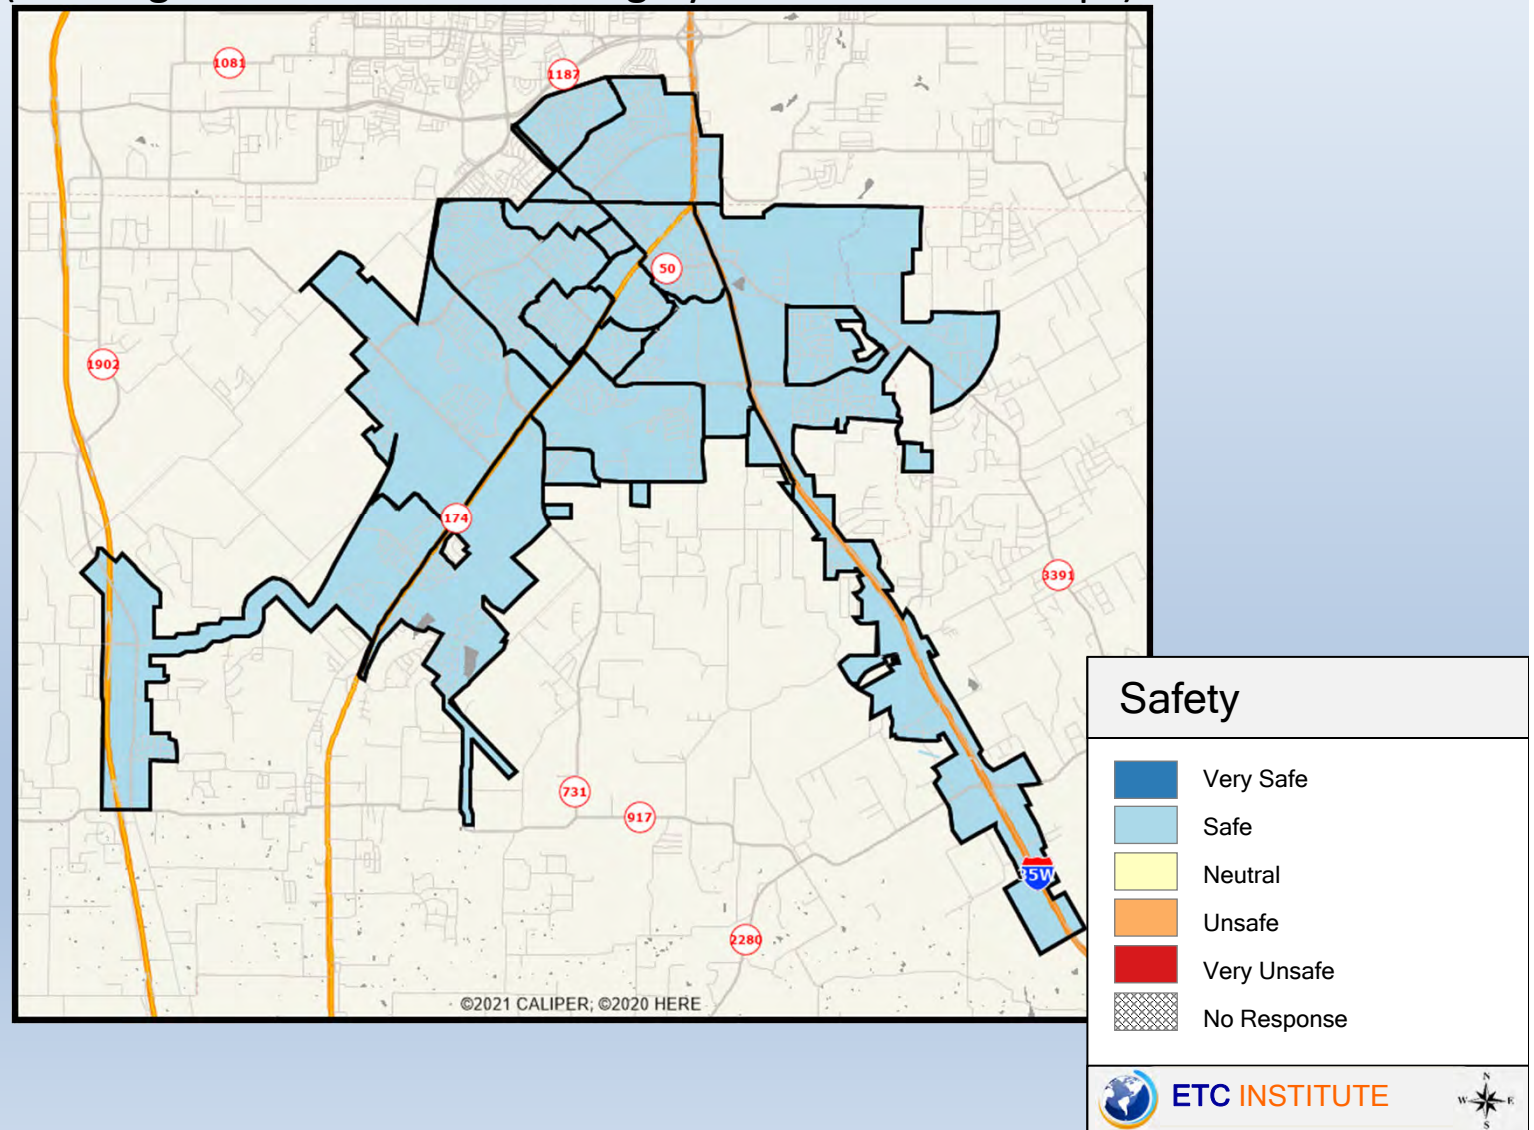 1081
1187
50
1902
174
3391
731
917
35W
2280
©2021 CALIPER; ©2020 HERE
Safety
Very Safe
Safe
Neutral
Unsafe
Very Unsafe
No Response
ETC INSTITUTE
N
W E
S